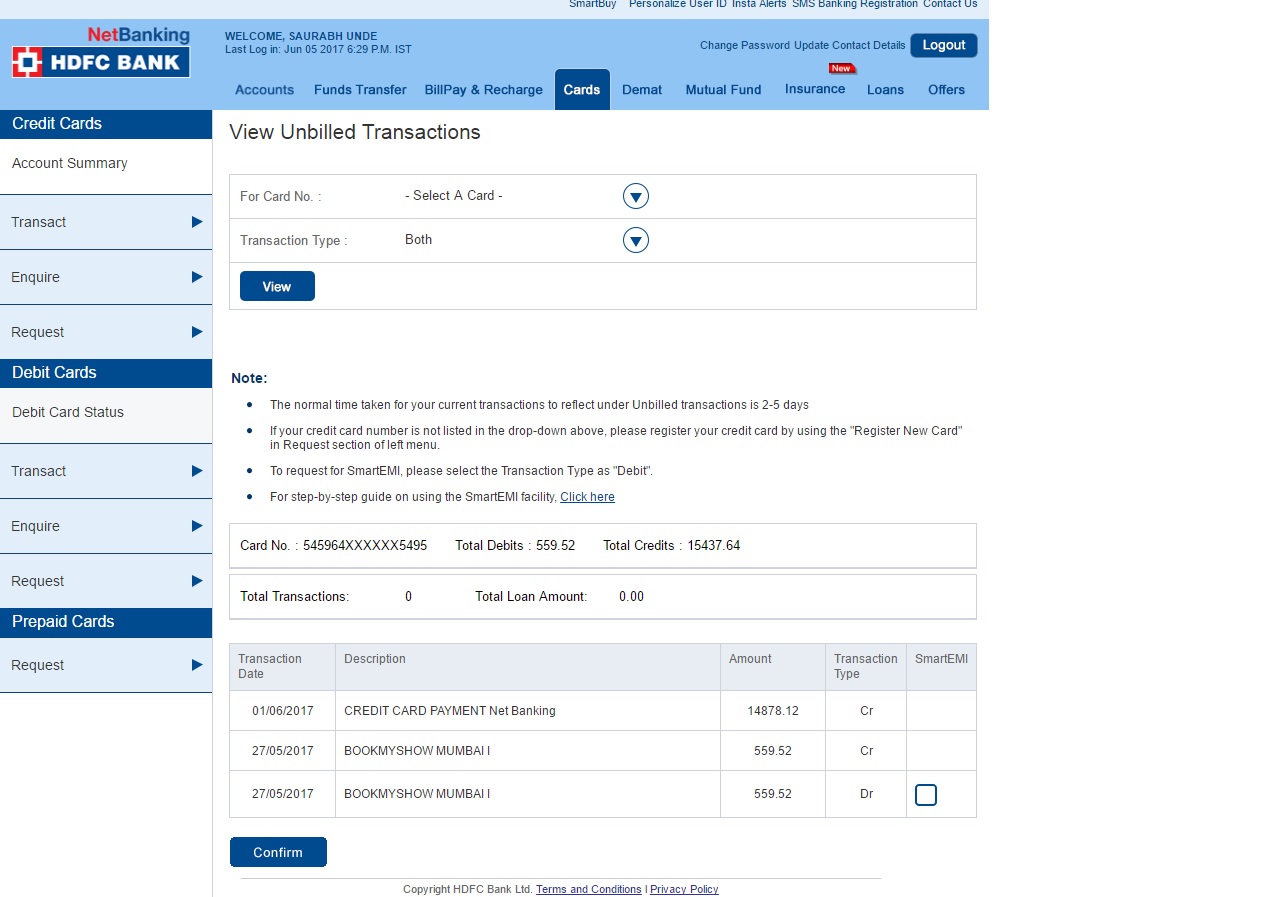 SmartBuy Personalize User ID Insta Alerts SMS Banking Registration Contact Us
NetBanking
HDFC BANK
WELCOME, SAURABH UNDE
Last Log in: Jun 05 2017 6:29 P.M. IST
Change Password Update Contact Details Logout
New
Accounts Funds Transfer BillPay & Recharge Cards Demat Mutual Fund Insurance Loans Offers
Credit Cards
Account Summary
Transact
Enquire
Request
Debit Cards
Debit Card Status
Transact
Enquire
Request
Prepaid Cards
Request
View Unbilled Transactions
For Card No. : - Select A Card -
Transaction Type : Both
View
Note:
The normal time taken for your current transactions to reflect under Unbilled transactions is 2-5 days
If your credit card number is not listed in the drop-down above, please register your credit card by using the "Register New Card"
in Request section of left menu.
To request for SmartEMI, please select the Transaction Type as "Debit".
For step-by-step guide on using the SmartEMI facility, Click here
Card No. : 545964XXXXXX5495 Total Debits : 559.52 Total Credits : 15437.64
Total Transactions: 0 Total Loan Amount: 0.00
Transaction Date Description Amount Transaction Type SmartEMI
01/06/2017 CREDIT CARD PAYMENT Net Banking 14878.12 Cr
27/05/2017 BOOKMYSHOW MUMBAI I 559.52 Cr
27/05/2017 BOOKMYSHOW MUMBAI I 559.52 Dr
Confirm
Copyright HDFC Bank Ltd. Terms and Conditions I Privacy Policy